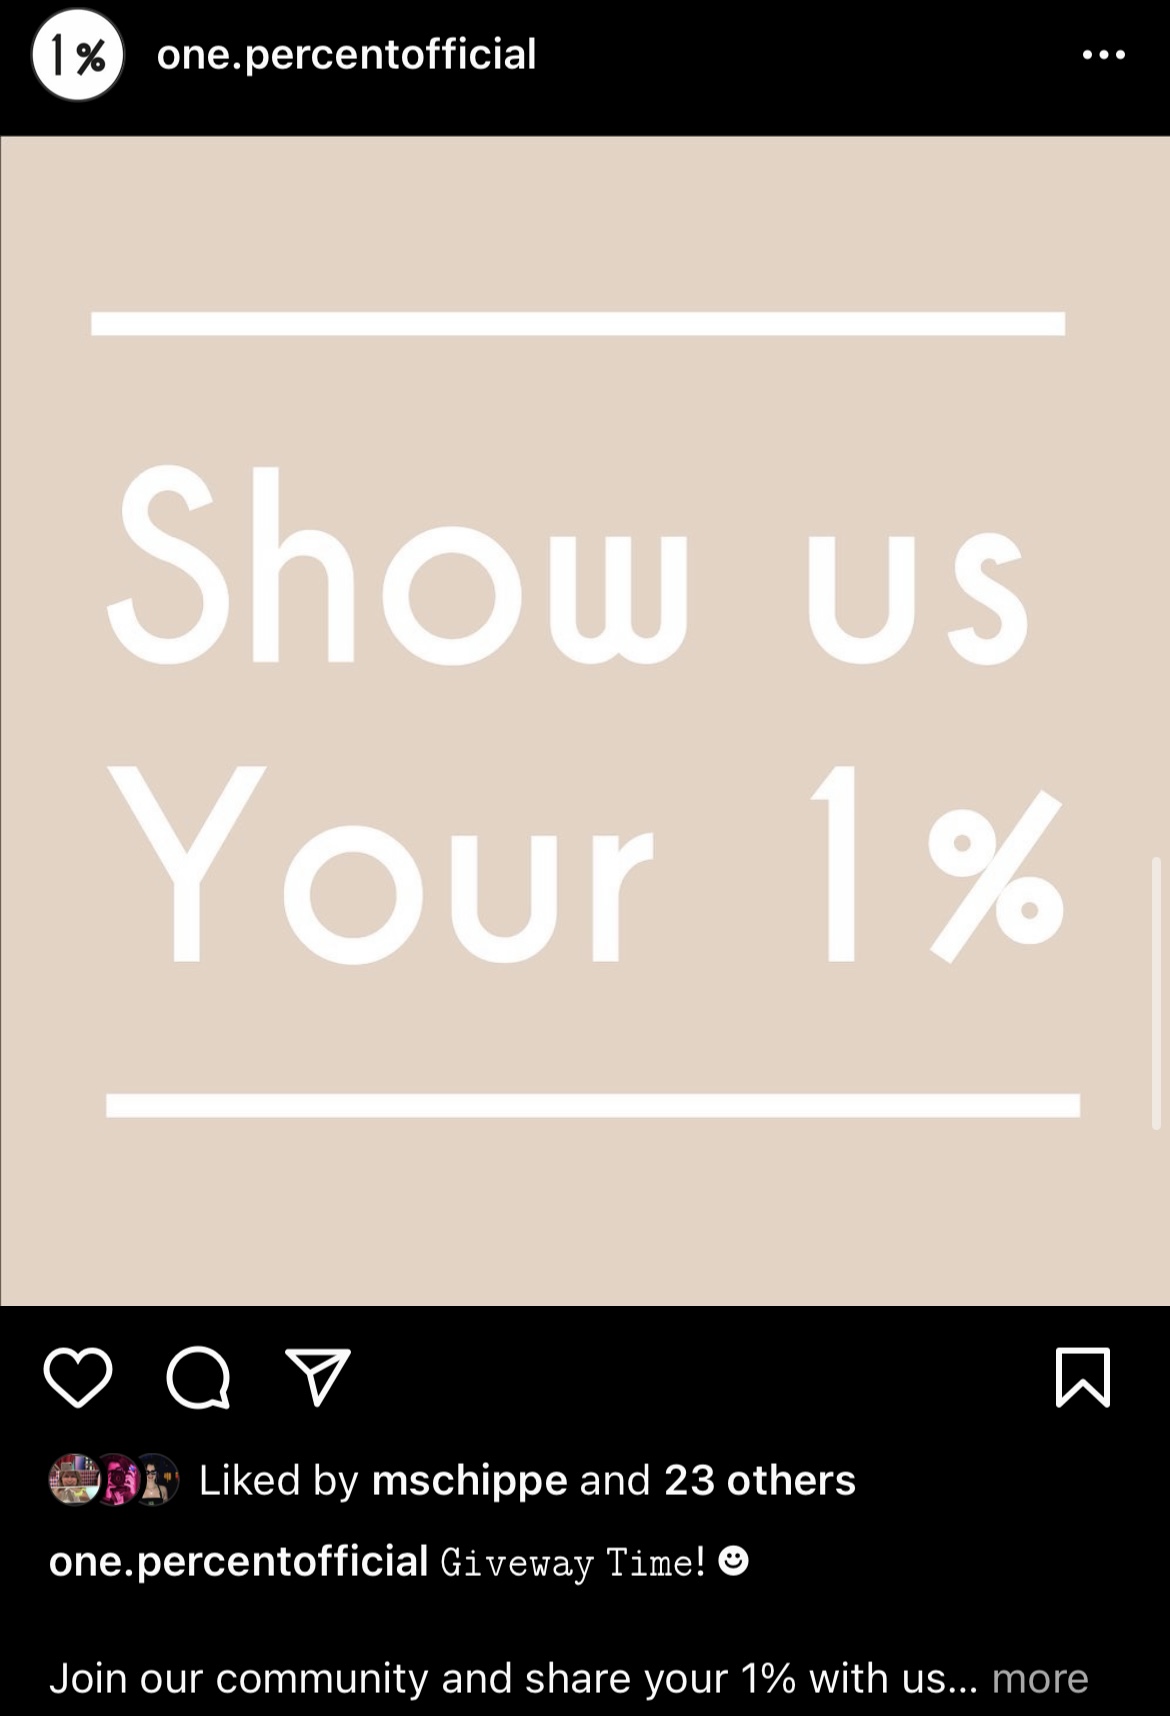 1%
one.percentofficial
Show us
Your 1%
Liked by mschippe and 23 others
one.percentofficial Giveway Time! ☻
Join our community and share your 1% with us... more